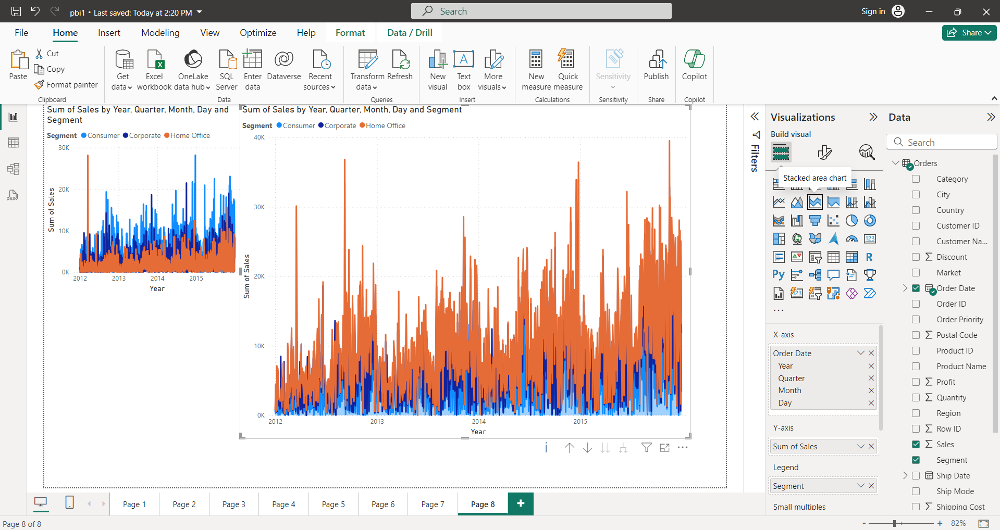 pbi1 • Last saved: Today at 2:20 PM
Search
Sign in
File
Home
Insert
Modeling
View
Optimize
Help
Format
Data / Drill
Share
Paste
Cut
Copy
Format painter
Clipboard
Get data
Excel workbook
OneLake data hub
SQL Server
Enter data
Dataverse
Recent sources
Data
Transform data
Refresh
Queries
New visual
Text box
More visuals
Insert
New measure
Quick measure
Calculations
Sensitivity
Sensitivity
Publish
Share
Copilot
Copilot
Sum of Sales by Year, Quarter, Month, Day and
Segment
Segment Consumer Corporate Home Office
30K
20K
10K
0K
Sum of Sales
2012 2013 2014 2015
Year
Sum of Sales by Year, Quarter, Month, Day and Segment
Segment Consumer Corporate Home Office
40K
30K
20K
10K
0K
Sum of Sales
2012 2013 2014 2015
Year
Filters
Visualizations
Build visual
Stacked area chart
123
R
Py
123
...
X-axis
Order Date
Year
Quarter
Month
Day
Y-axis
Sum of Sales
Legend
Segment
Small multiples
Data
Search
Orders
Category
City
Country
Customer ID
Customer Na...
Discount
Market
Order Date
Order ID
Order Priority
Postal Code
Product ID
Product Name
Profit
Quantity
Region
Row ID
Sales
Segment
Ship Date
Ship Mode
Shipping Cost
DAX
Page 1
Page 2
Page 3
Page 4
Page 5
Page 6
Page 7
Page 8
+
Page 8 of 8
- + 82%